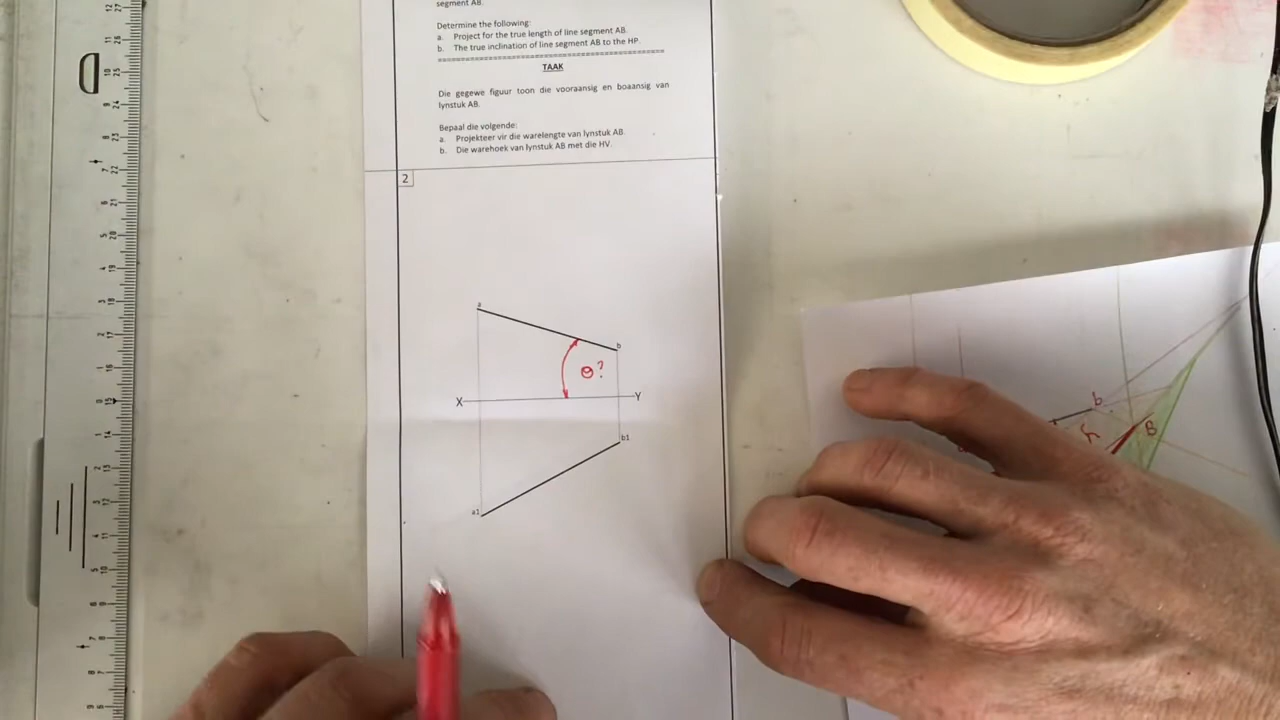 segment AB.
Determine the following:
a. Project for the true length of line segment AB.
b. The true inclination of line segment AB to the HP.
TAAK
Die gegewe figuur toon die vooraansig en boaansig van
lynstuk AB.
Bepaal die volgende:
a. Projekteer vir die warelengte van lynstuk AB.
b. Die warehoek van lynstuk AB met die HV.
2
a
b
θ?
X
Y
b1
a1
b
B